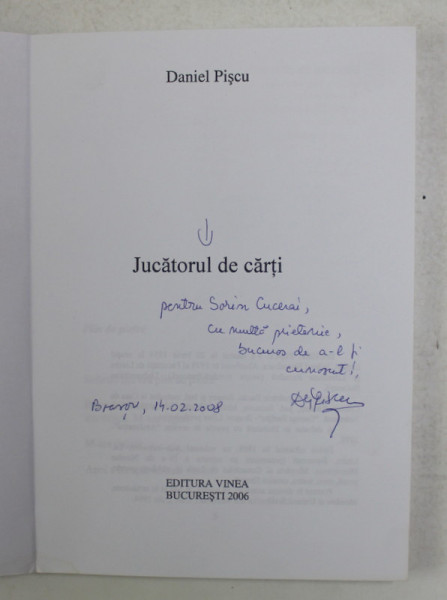 Daniel Pişcu
Jucătorul de cărţi
pentru Sorin Cucerai,
cu multă prietenie,
bucuros de a-l fi
cunoscut!,
Braşov, 14.02.2008
DPişcu
EDITURA VINEA
BUCUREŞTI 2006